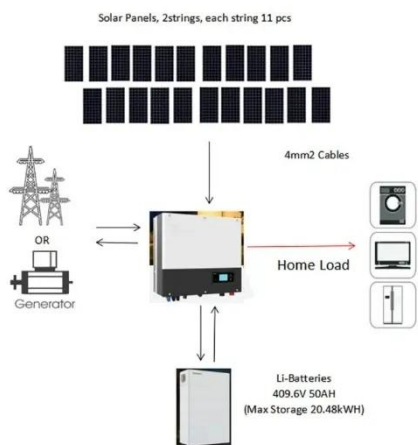 Solar Panels, 2strings, each string 11 pcs
4mm2 Cables
OR
Generator
Home Load
Li-Batteries
409.6V 50AH
(Max Storage 20.48kWH)